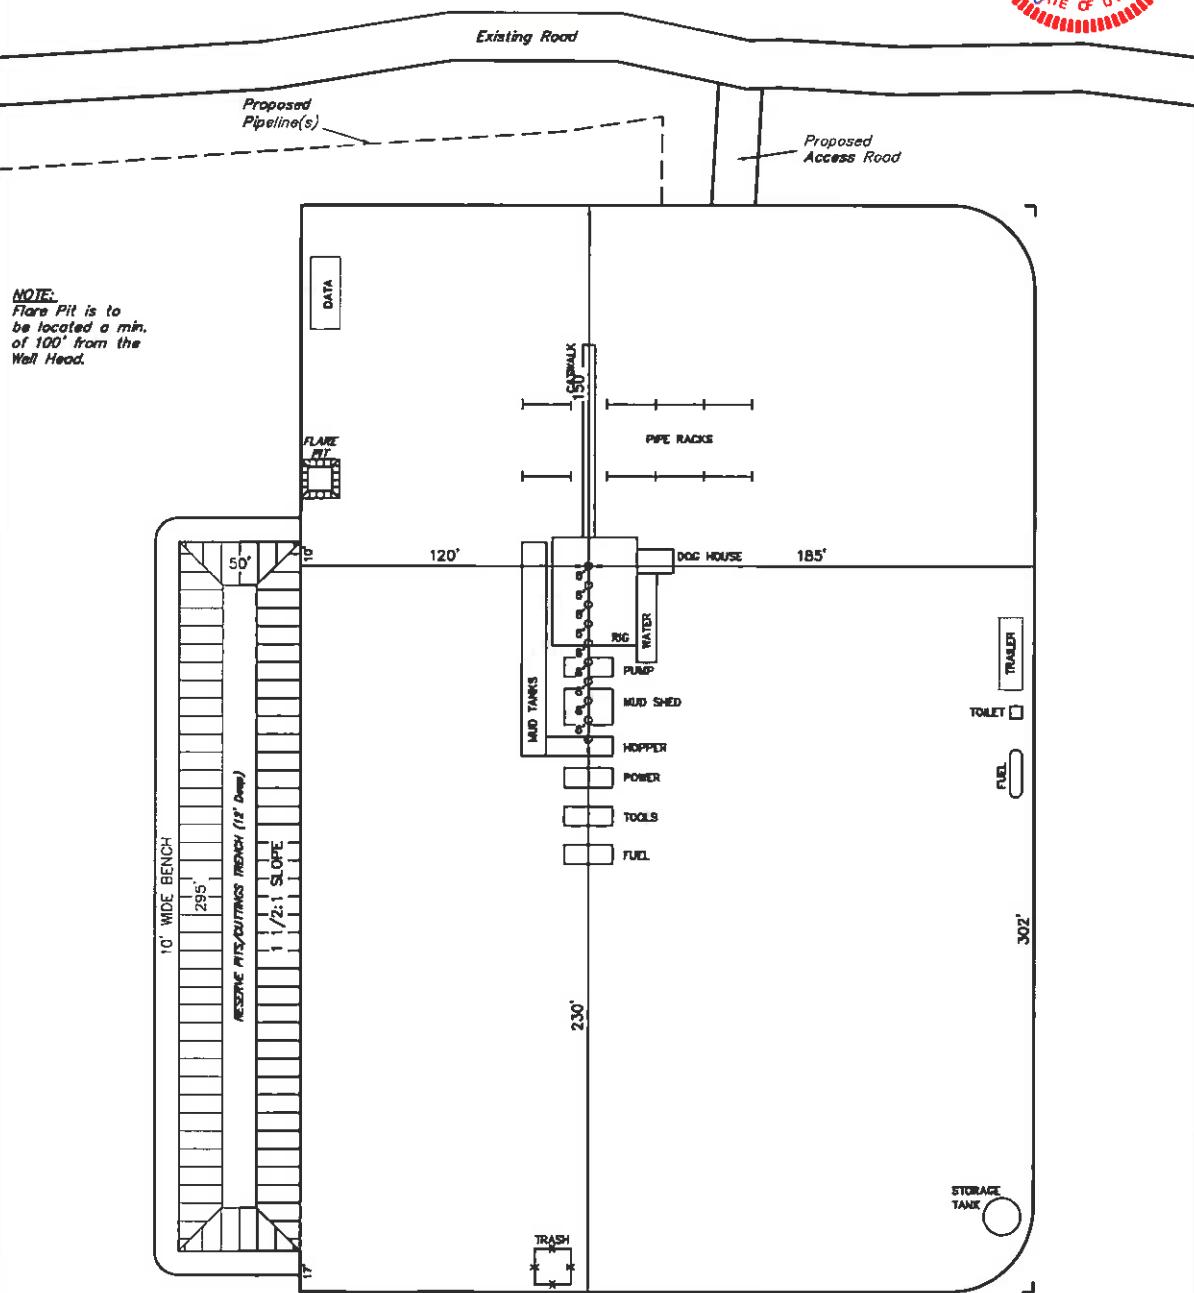 ATE OF U
Existing Road
Proposed
Pipeline(s)
Proposed
Access Road
NOTE:
Flare Pit is to
be located a min.
of 100' from the
Well Head.
DATA
CATWALK
150'
PIPE RACKS
FLARE
PIT
50'
10'
120'
DOG HOUSE
185'
RIG
WATER
TRAILER
PUMP
MUD TANKS
MUD SHED
TOILET
HOPPER
FUEL
POWER
TOOLS
FUEL
10' WIDE BENCH
295'
RESERVE PITS/CUTTINGS TRENCH (12' Deep)
1 1/2:1 SLOPE
302'
230'
STORAGE
TANK
TRASH
17'